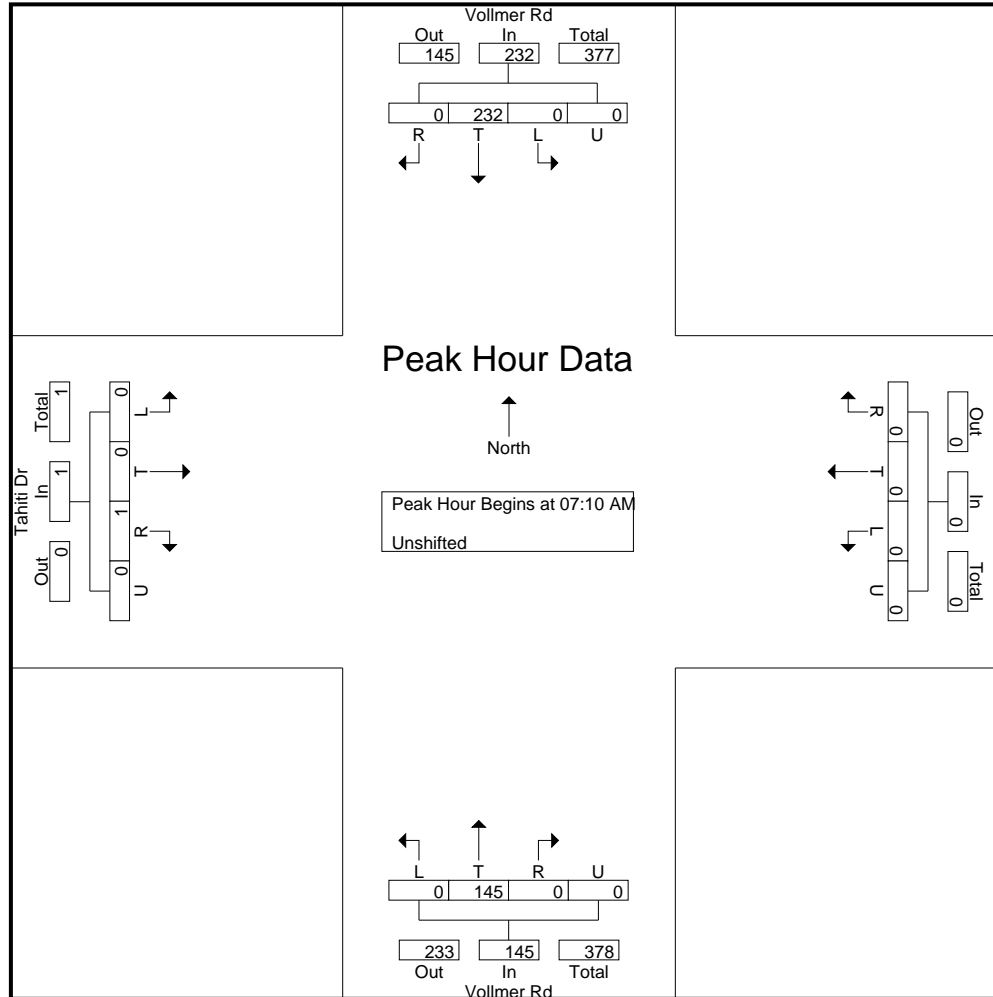 Vollmer Rd
Out In Total
145 232 377
0 232 0 0
R T L U
Peak Hour Data
North
Peak Hour Begins at 07:10 AM
Unshifted
Tahiti Dr
Out In Total
0 1 1
L T R U
0 0 1 0
R T L U
0 0 0 0
Out In Total
0 0 0
L T R U
0 145 0 0
233 145 378
Out In Total
Vollmer Rd